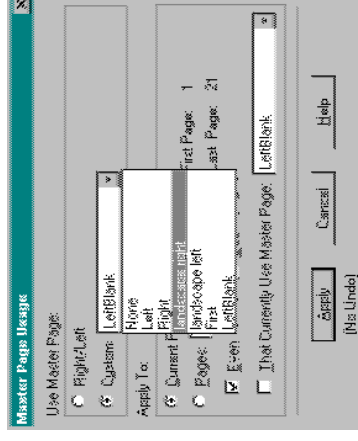 Master Page Usage
Use Master Page:
Right/Left
Custom:
LeftBlank
None
Left
Right
landscape right
landscape left
First
LeftBlank
Apply To:
Current P
First Page: 1
Pages:
Last Page: 21
Even
That Currently Use Master Page:
LeftBlank
Apply
Cancel
Help
(No Undo)